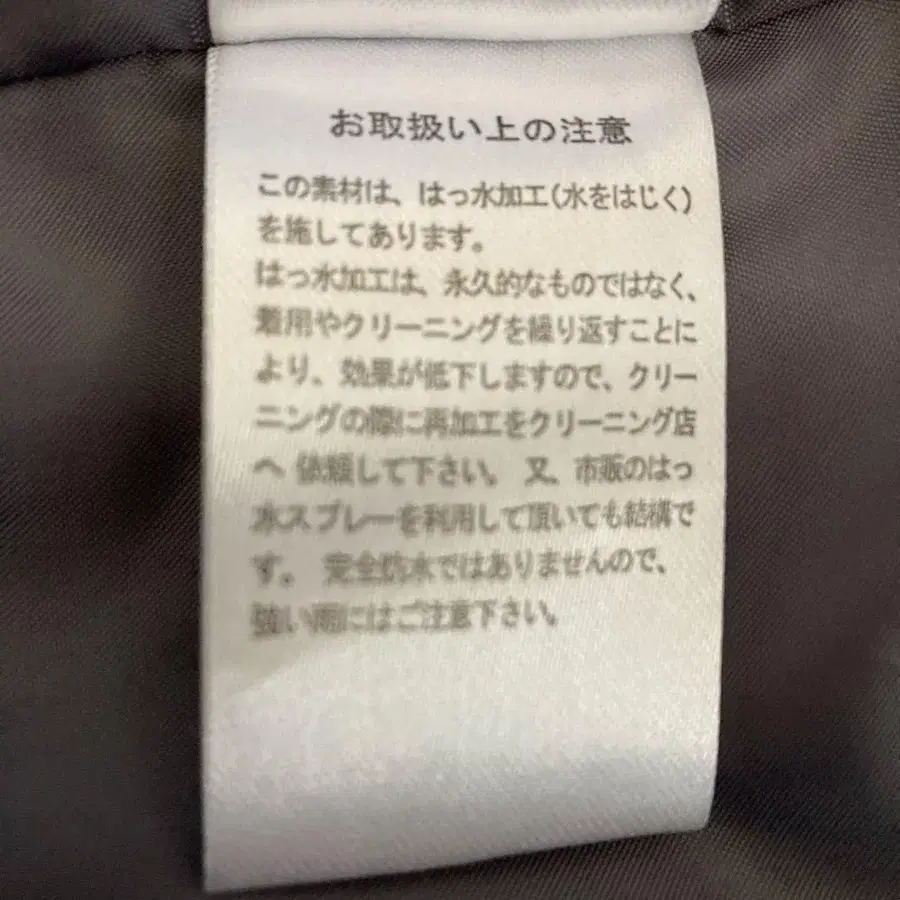 お取扱い上の注意
この素材は、はっ水加工(水をはじく)
を施してあります。
はっ水加工は、永久的なものではなく、
着用やクリーニングを繰り返すことに
より、効果が低下しますので、クリー
ニングの際に再加工をクリーニング店
へ 依頼して下さい。 又、市販のはっ
水スプレーを利用して頂いても結構で
す。 完全防水ではありませんので、
強い雨にはご注意下さい。